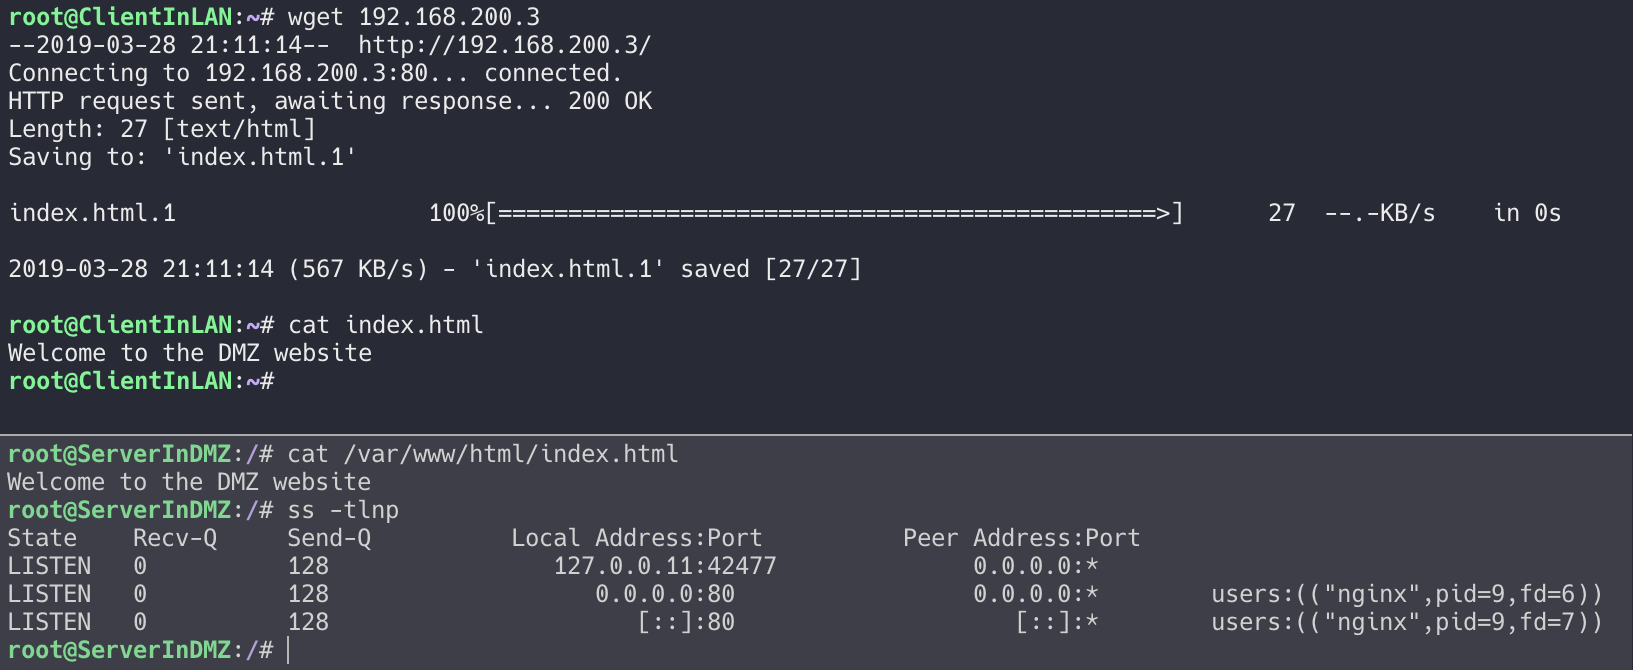 root@ClientInLAN:~# wget 192.168.200.3
--2019-03-28 21:11:14--  http://192.168.200.3/
Connecting to 192.168.200.3:80... connected.
HTTP request sent, awaiting response... 200 OK
Length: 27 [text/html]
Saving to: 'index.html.1'
index.html.1                  100%[===============================================>]      27  --.-KB/s    in 0s
2019-03-28 21:11:14 (567 KB/s) - 'index.html.1' saved [27/27]
root@ClientInLAN:~# cat index.html
Welcome to the DMZ website
root@ClientInLAN:~#
root@ServerInDMZ:/# cat /var/www/html/index.html
Welcome to the DMZ website
root@ServerInDMZ:/# ss -tlnp
State    Recv-Q     Send-Q          Local Address:Port          Peer Address:Port
LISTEN   0          128                127.0.0.11:42477              0.0.0.0:*
LISTEN   0          128                   0.0.0.0:80                 0.0.0.0:*        users:(("nginx",pid=9,fd=6))
LISTEN   0          128                      [::]:80                    [::]:*        users:(("nginx",pid=9,fd=7))
root@ServerInDMZ:/#